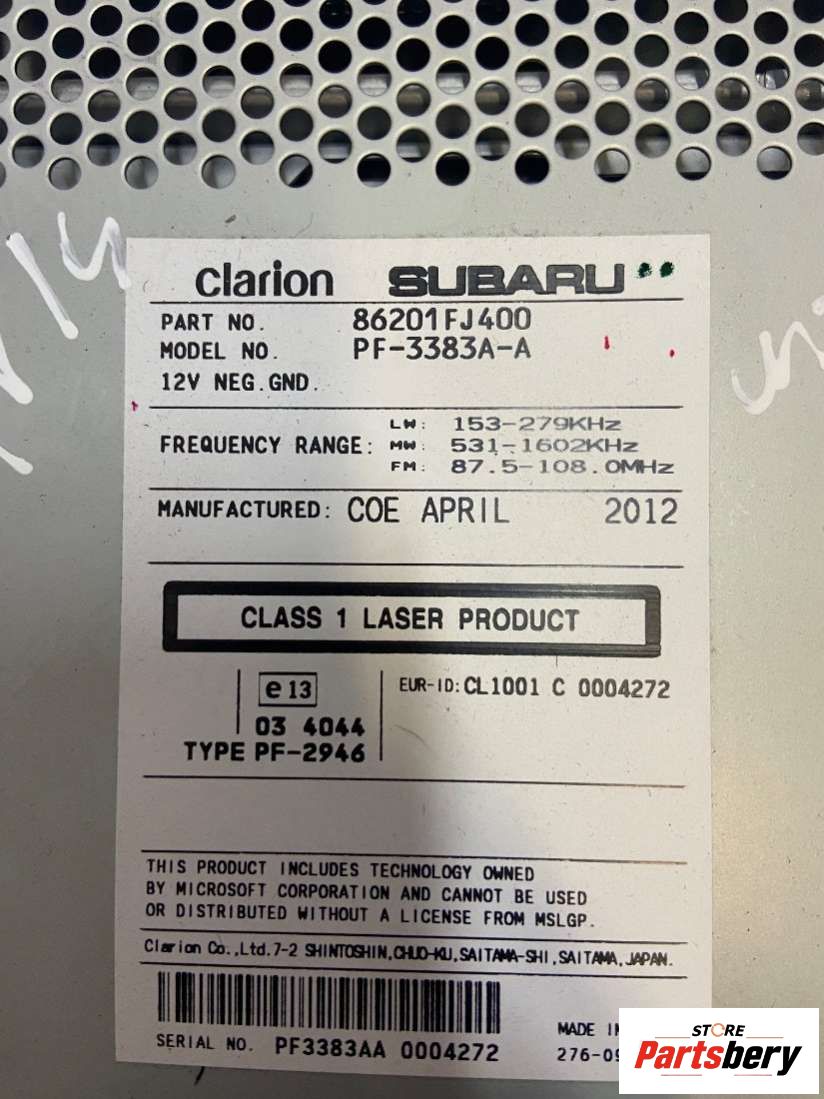 clarion SUBARU
PART NO. 86201FJ400
MODEL NO. PF-3383A-A
12V NEG.GND.
FREQUENCY RANGE: LW: 153-279KHz
MW: 531-1602KHz
FM: 87.5-108.0MHz
MANUFACTURED: COE APRIL 2012
CLASS 1 LASER PRODUCT
e13 EUR-ID: CL1001 C 0004272
03 4044
TYPE PF-2946
THIS PRODUCT INCLUDES TECHNOLOGY OWNED
BY MICROSOFT CORPORATION AND CANNOT BE USED
OR DISTRIBUTED WITHOUT A LICENSE FROM MSLGP.
Clarion Co.,Ltd.7-2 SHINTOSHIN,CHUO-KU,SAITAMA-SHI,SAITAMA,JAPAN.
MADE
SERIAL NO. PF3383AA 0004272
STORE
Partsbery